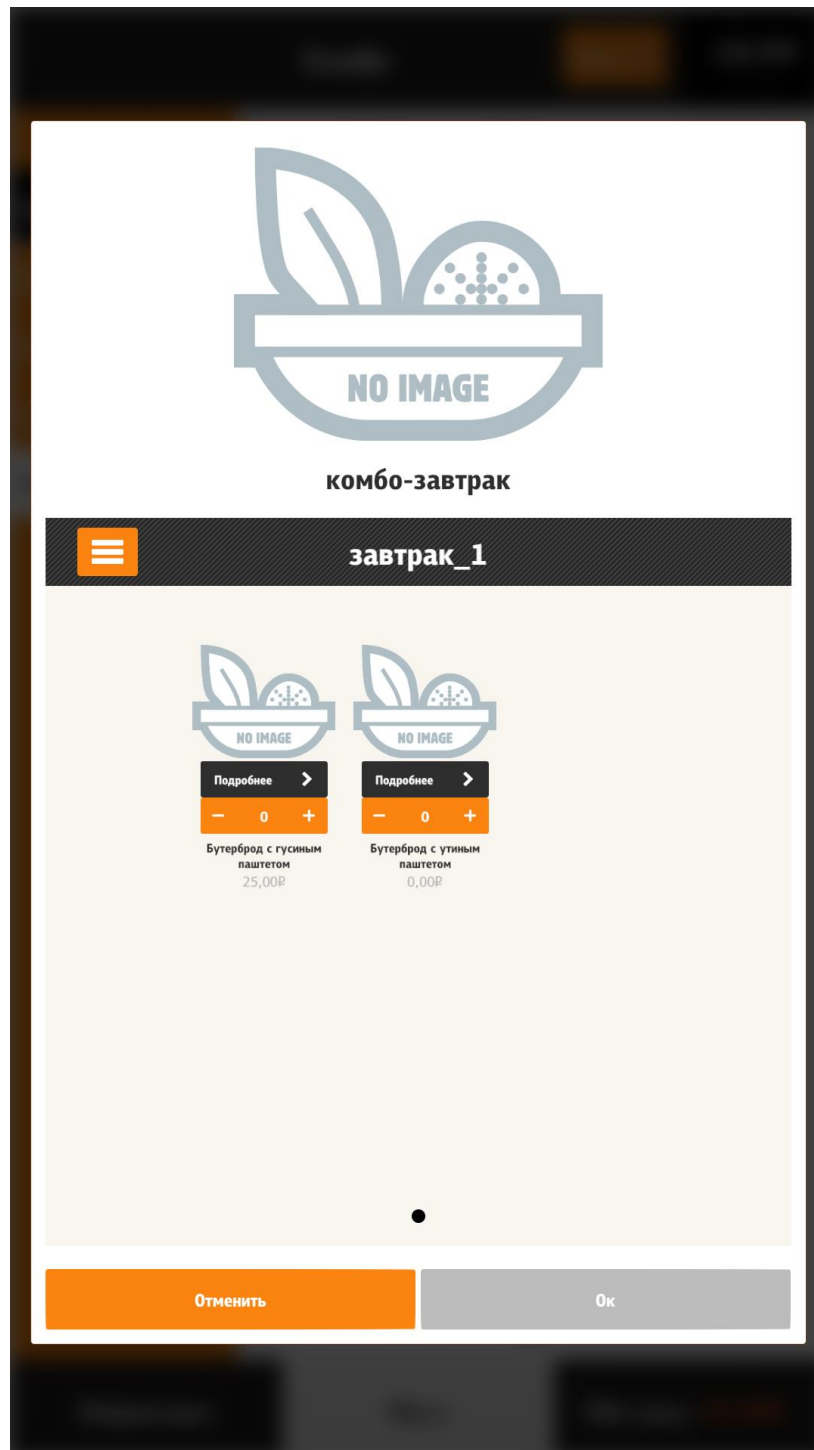 NO IMAGE
комбо-завтрак
завтрак_1
NO IMAGE
NO IMAGE
Подробнее
Подробнее
− 0 +
− 0 +
Бутерброд с гусиным
паштетом
25,00₽
Бутерброд с утиным
паштетом
0,00₽
Отменить
Ок